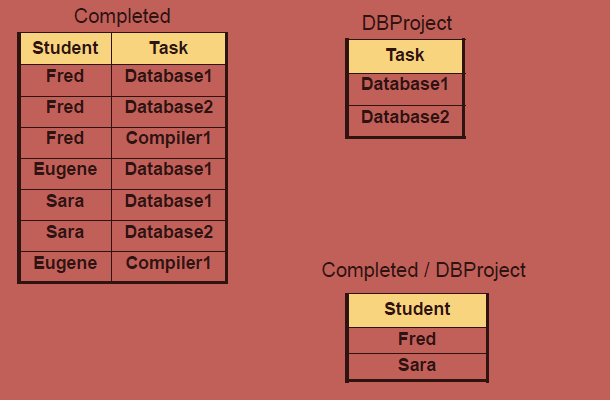 Completed
Student Task
Fred Database1
Fred Database2
Fred Compiler1
Eugene Database1
Sara Database1
Sara Database2
Eugene Compiler1
DBProject
Task
Database1
Database2
Completed / DBProject
Student
Fred
Sara